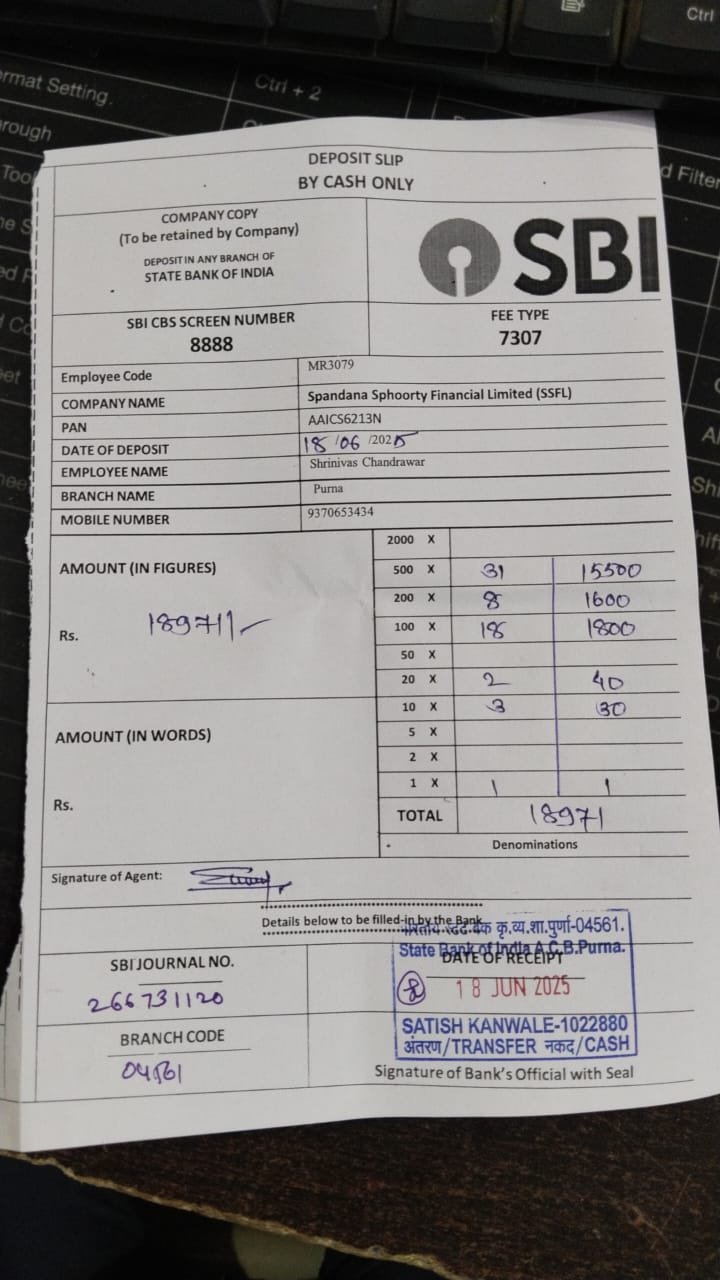 Ctrl
ormat Setting.
Ctrl + 2
rough
Tool
d Filter
DEPOSIT SLIP
BY CASH ONLY
COMPANY COPY
(To be retained by Company)
DEPOSIT IN ANY BRANCH OF
STATE BANK OF INDIA
SBI
SBI CBS SCREEN NUMBER
8888
FEE TYPE
7307
Employee Code MR3079
COMPANY NAME Spandana Sphoorty Financial Limited (SSFL)
PAN AAICS6213N
DATE OF DEPOSIT 18/06/2025
EMPLOYEE NAME Shrinivas Chandrawar
BRANCH NAME Purna
MOBILE NUMBER 9370653434
AMOUNT (IN FIGURES)
Rs. 18971/-
2000 X
500 X 31 15500
200 X 8 1600
100 X 18 1800
50 X
20 X 2 40
10 X 3 30
5 X
2 X
1 X 1 1
TOTAL 18971
Denominations
AMOUNT (IN WORDS)
Rs.
Signature of Agent:
Details below to be filled-in by the Bank
SBI JOURNAL NO.
266731120
BRANCH CODE
04561
कृ.व्य.शा.पुर्णा-04561.
State Bank of India A.C.B.Purna.
DATE OF RECEIPT
18 JUN 2025
SATISH KANWALE-1022880
अंतरण/TRANSFER नकद/CASH
Signature of Bank's Official with Seal